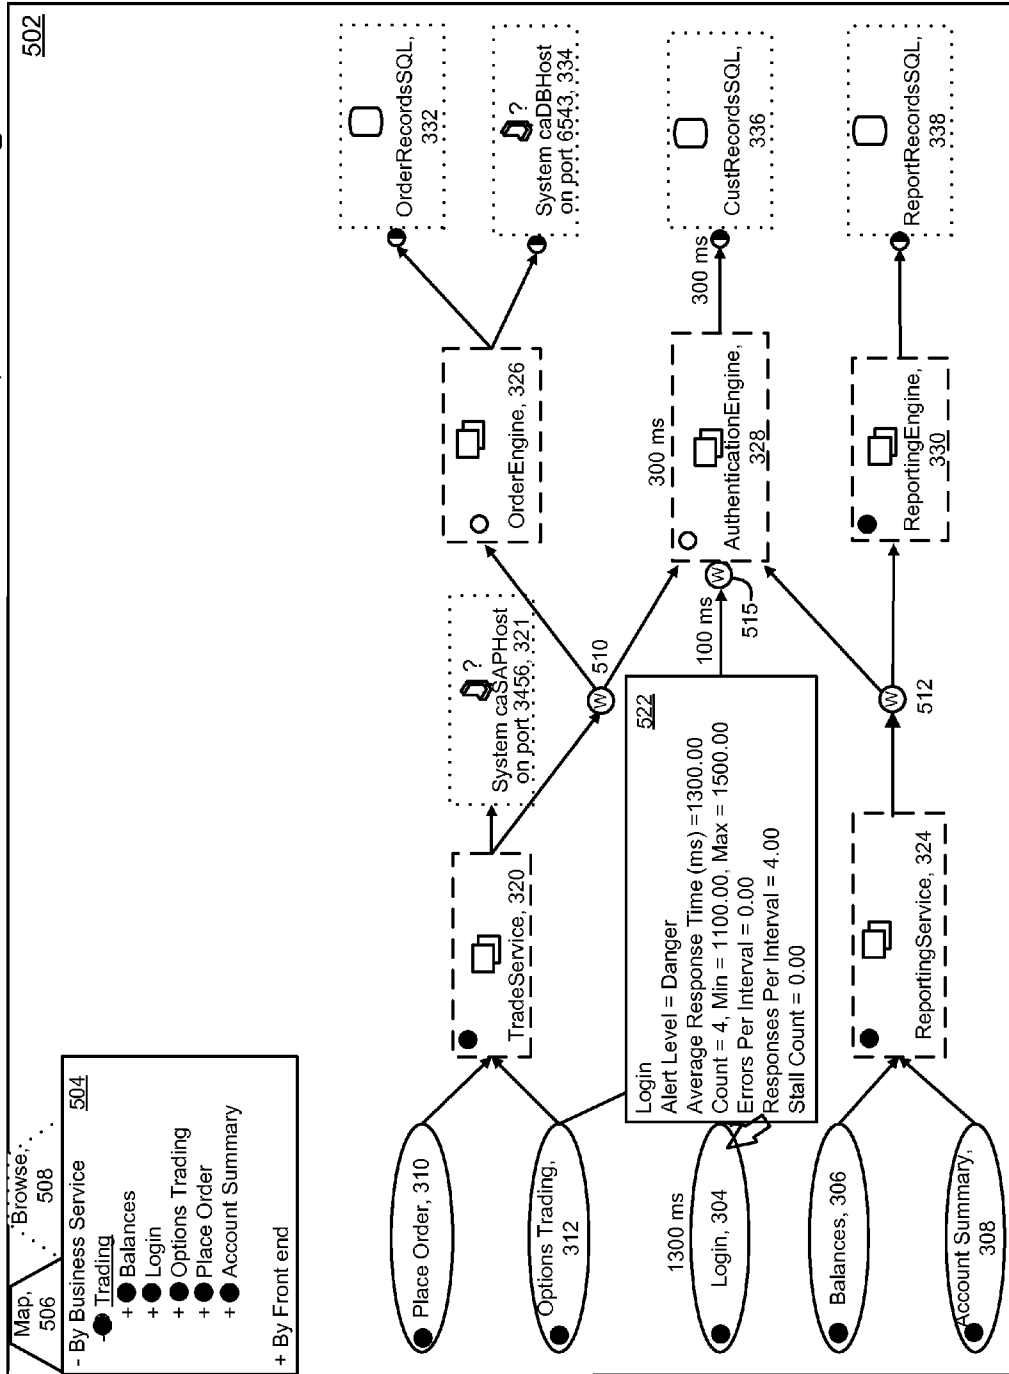 502
Map,
506
Browse,
508
- By Business Service
504
- Trading
+ Balances
+ Login
+ Options Trading
+ Place Order
+ Account Summary
+ By Front end
Place Order, 310
Options Trading,
312
1300 ms
Login, 304
Balances, 306
Account Summary,
308
TradeService, 320
?
System caSAPHost
on port 3456, 321
W
510
OrderEngine, 326
OrderRecordsSQL,
332
?
System caDBHost
on port 6543, 334
Login
522
Alert Level = Danger
Average Response Time (ms) =1300.00
Count = 4, Min = 1100.00, Max = 1500.00
Errors Per Interval = 0.00
Responses Per Interval = 4.00
Stall Count = 0.00
100 ms
W
515
300 ms
AuthenticationEngine,
328
300 ms
CustRecordsSQL,
336
ReportingService, 324
W
512
ReportingEngine,
330
ReportRecordsSQL,
338